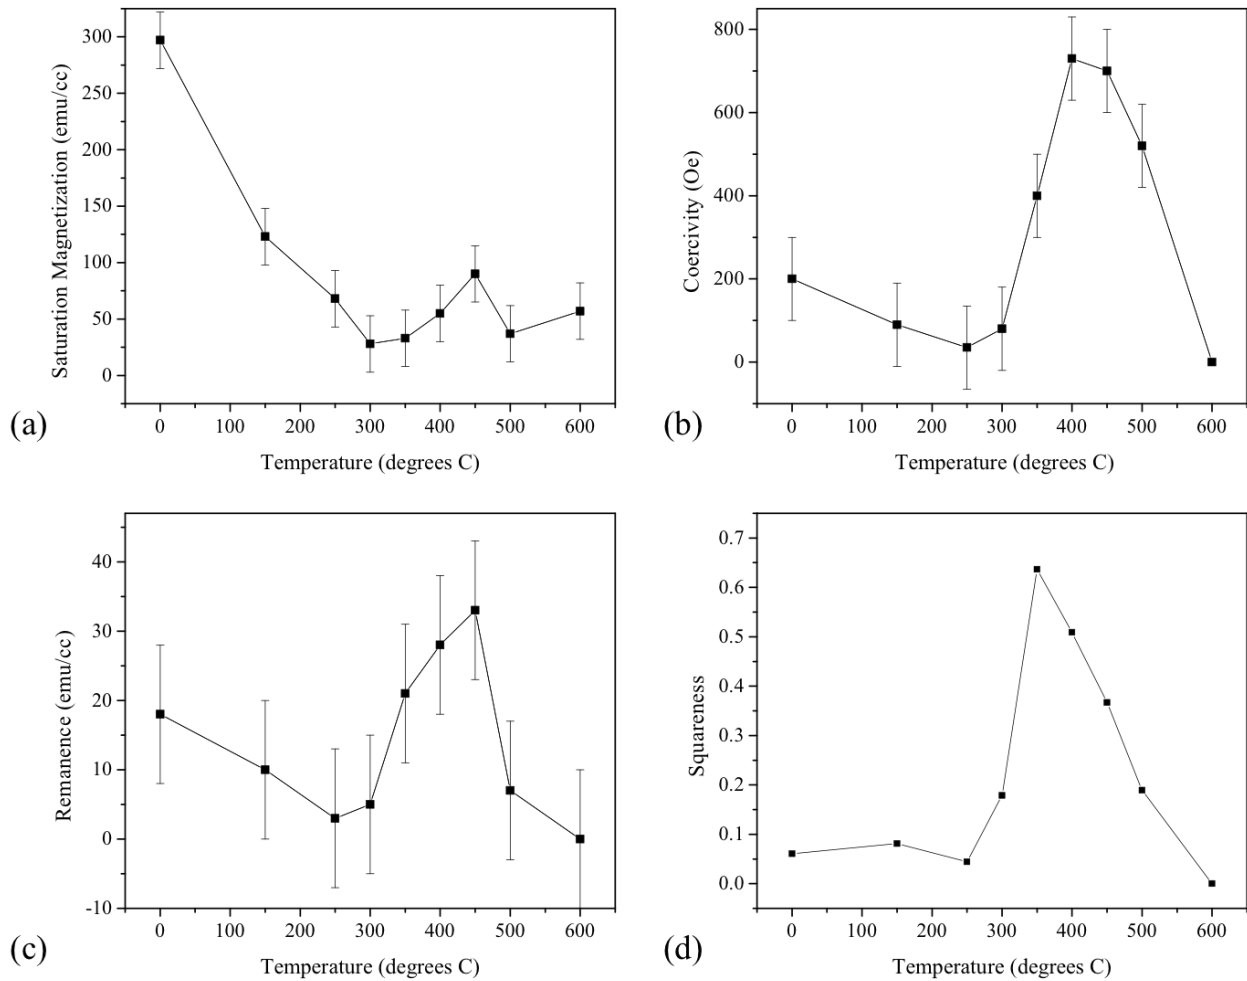 300
250
200
150
100
50
0
Saturation Magnetization (emu/cc)
0 100 200 300 400 500 600
Temperature (degrees C)
(a)
800
600
400
200
0
Coercivity (Oe)
0 100 200 300 400 500 600
Temperature (degrees C)
(b)
40
30
20
10
0
-10
Remanence (emu/cc)
0 100 200 300 400 500 600
Temperature (degrees C)
(c)
0.7
0.6
0.5
0.4
0.3
0.2
0.1
0.0
Squareness
0 100 200 300 400 500 600
Temperature (degrees C)
(d)